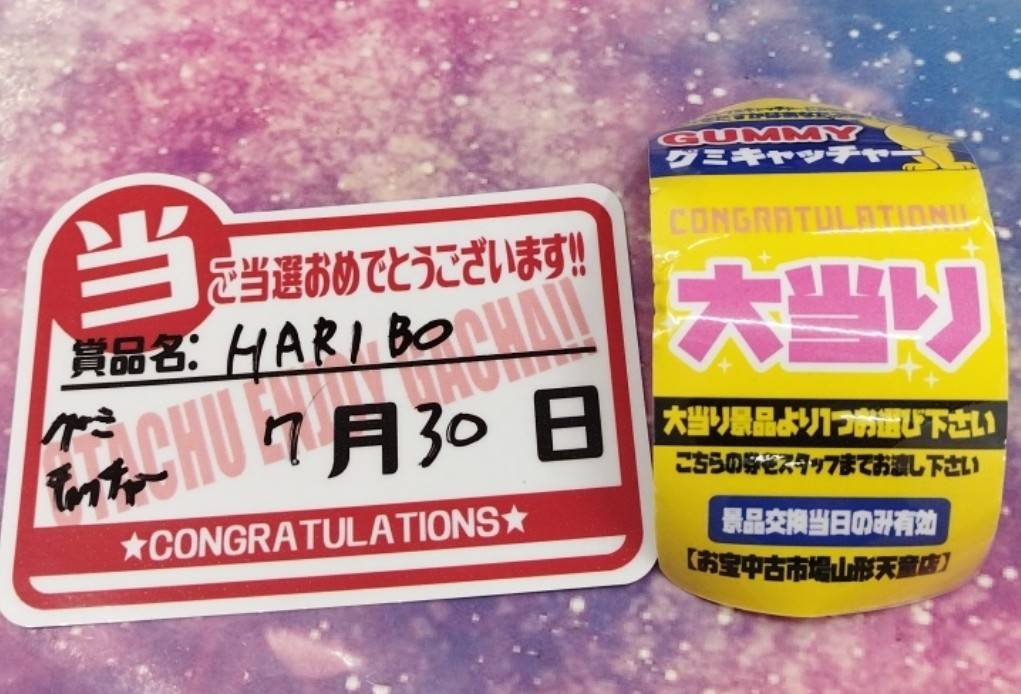 当
ご当選おめでとうございます!!
賞品名: HARIBO
OTACHU ENJOY GACHA!!
グミ
キャッチャー
7月30日
★CONGRATULATIONS★
GUMMY
グミキャッチャー
CONGRATULATION!!
大当り
大当り景品より1つお選び下さい
こちらの券をスタッフまでお渡し下さい
景品交換当日のみ有効
【お宝中古市場山形天童店】